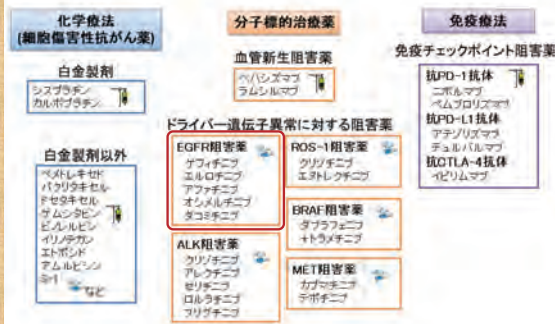 化学療法
(細胞傷害性抗がん薬)
白金製剤
シスプラチン
カルボプラチン
白金製剤以外
ペメトレキセド
パクリタキセル
ドセタキセル
ゲムシタビン
ビノレルビン
イリノテカン
エトポシド
アムルビシン
S-1
など
分子標的治療薬
血管新生阻害薬
ベバシズマブ
ラムシルマブ
ドライバー遺伝子異常に対する阻害薬
EGFR阻害薬
ゲフィチニブ
エルロチニブ
アファチニブ
オシメルチニブ
ダコミチニブ
ALK阻害薬
クリゾチニブ
アレクチニブ
セリチニブ
ロルラチニブ
ブリグチニブ
ROS-1阻害薬
クリゾチニブ
エヌトレクチニブ
BRAF阻害薬
ダブラフェニブ
+トラメチニブ
MET阻害薬
カプマチニブ
テポチニブ
免疫療法
免疫チェックポイント阻害薬
抗PD-1抗体
ニボルマブ
ペムブロリズマブ
抗PD-L1抗体
アテゾリズマブ
デュルバルマブ
抗CTLA-4抗体
イピリムマブ